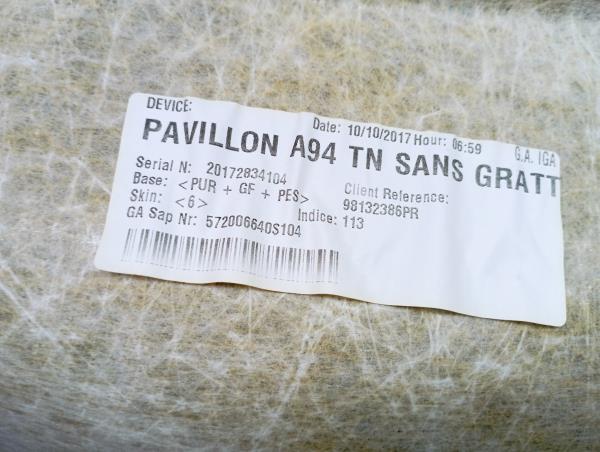 DEVICE:
Date: 10/10/2017 Hour: 06:59 G.A. IGA
PAVILLON A94 TN SANS GRATT
Serial N: 20172834104
Base: <PUR + GF + PES>
Skin: <6>
Client Reference:
98132386PR
Indice: 113
GA Sap Nr: 572006640S104